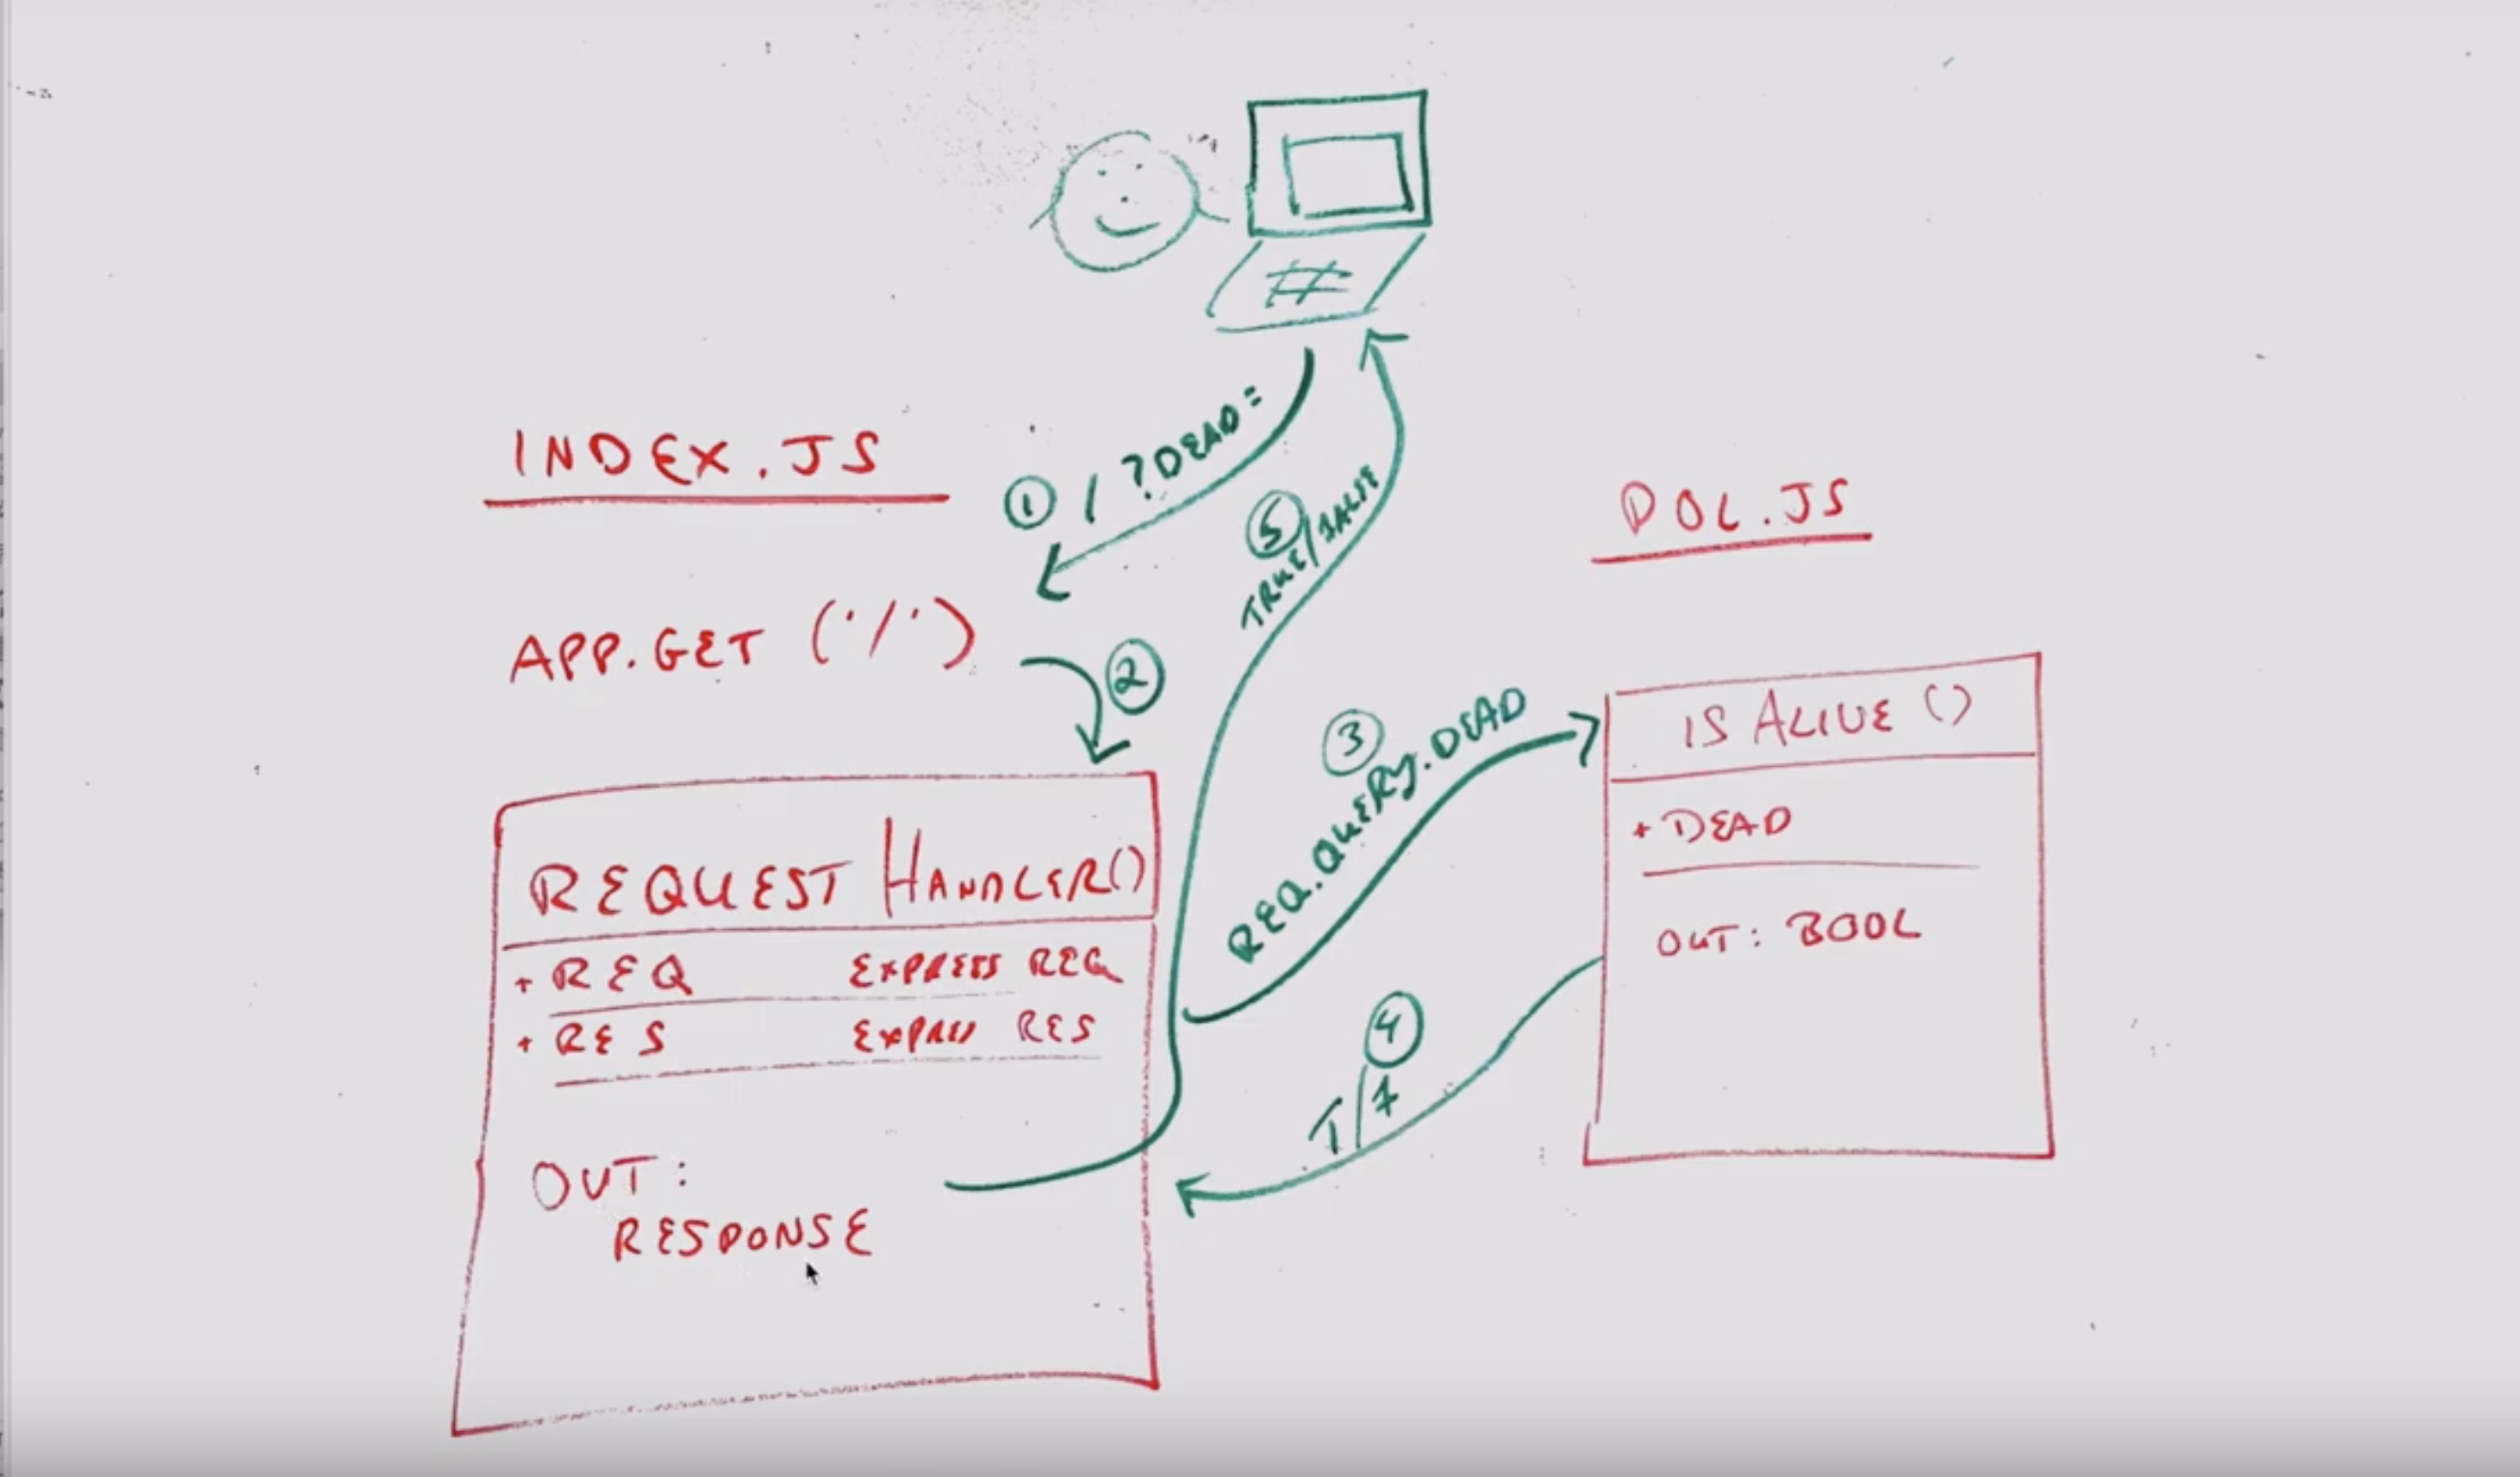 INDEX.JS
① / ?DEAD=
APP.GET ('/')
②
REQUEST HANDLER()
+ REQ EXPRESS REQ
+ RES EXPRESS RES
OUT:
RESPONSE
⑤
TRUE/FALSE
③
REQ.QUERY.DEAD
④
T/F
DOL.JS
IS ALIVE ()
+ DEAD
OUT: BOOL